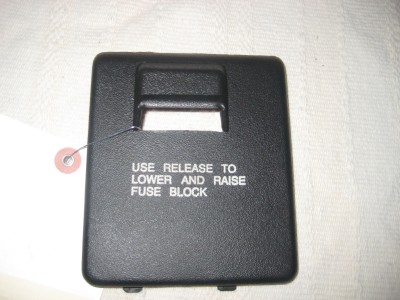 USE RELEASE TO
LOWER AND RAISE
FUSE BLOCK